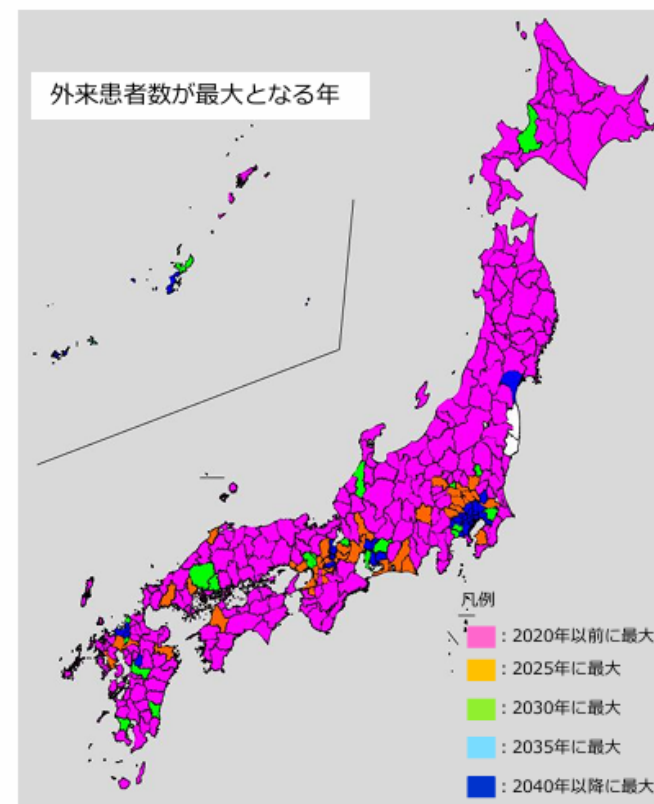 外来患者数が最大となる年
凡例
：2020年以前に最大
：2025年に最大
：2030年に最大
：2035年に最大
：2040年以降に最大